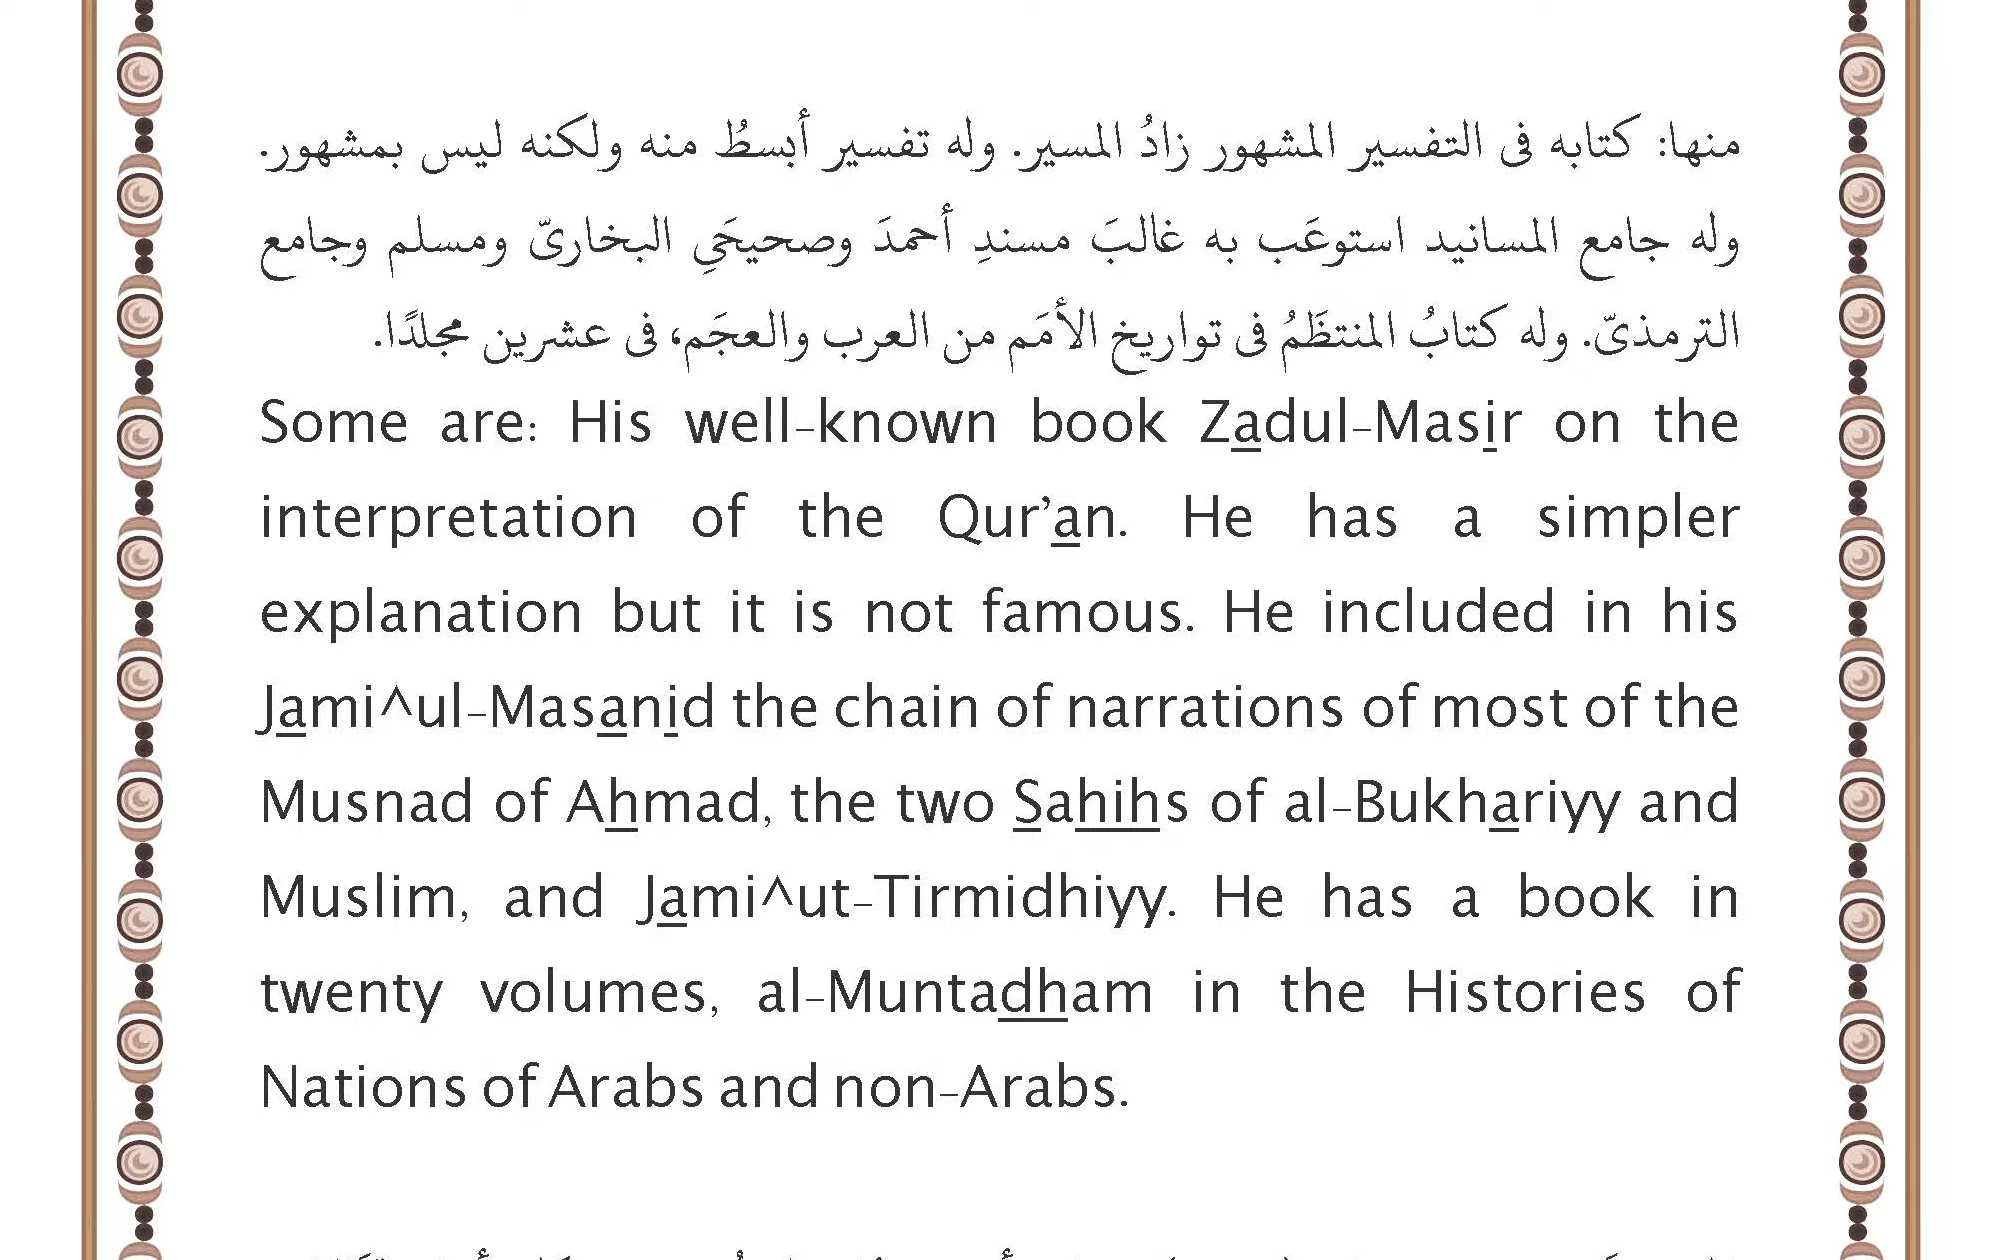 منها: كتابه فى التفسير المشهور زادُ المسير. وله تفسير أبسطُ منه ولكنه ليس بمشهور.
وله جامع المسانيد استوعَب به غالبَ مسندِ أحمدَ وصحيحَيِ البخارىّ ومسلم وجامع
الترمذىّ. وله كتابُ المنتظَمُ فى تواريخ الأمَم من العرب والعجَم، فى عشرين مجلدًا.
Some are: His well-known book Zadul-Masir on the
interpretation of the Qur’an. He has a simpler
explanation but it is not famous. He included in his
Jami^ul-Masanid the chain of narrations of most of the
Musnad of Ahmad, the two Sahihs of al-Bukhariyy and
Muslim, and Jami^ut-Tirmidhiyy. He has a book in
twenty volumes, al-Muntadham in the Histories of
Nations of Arabs and non-Arabs.